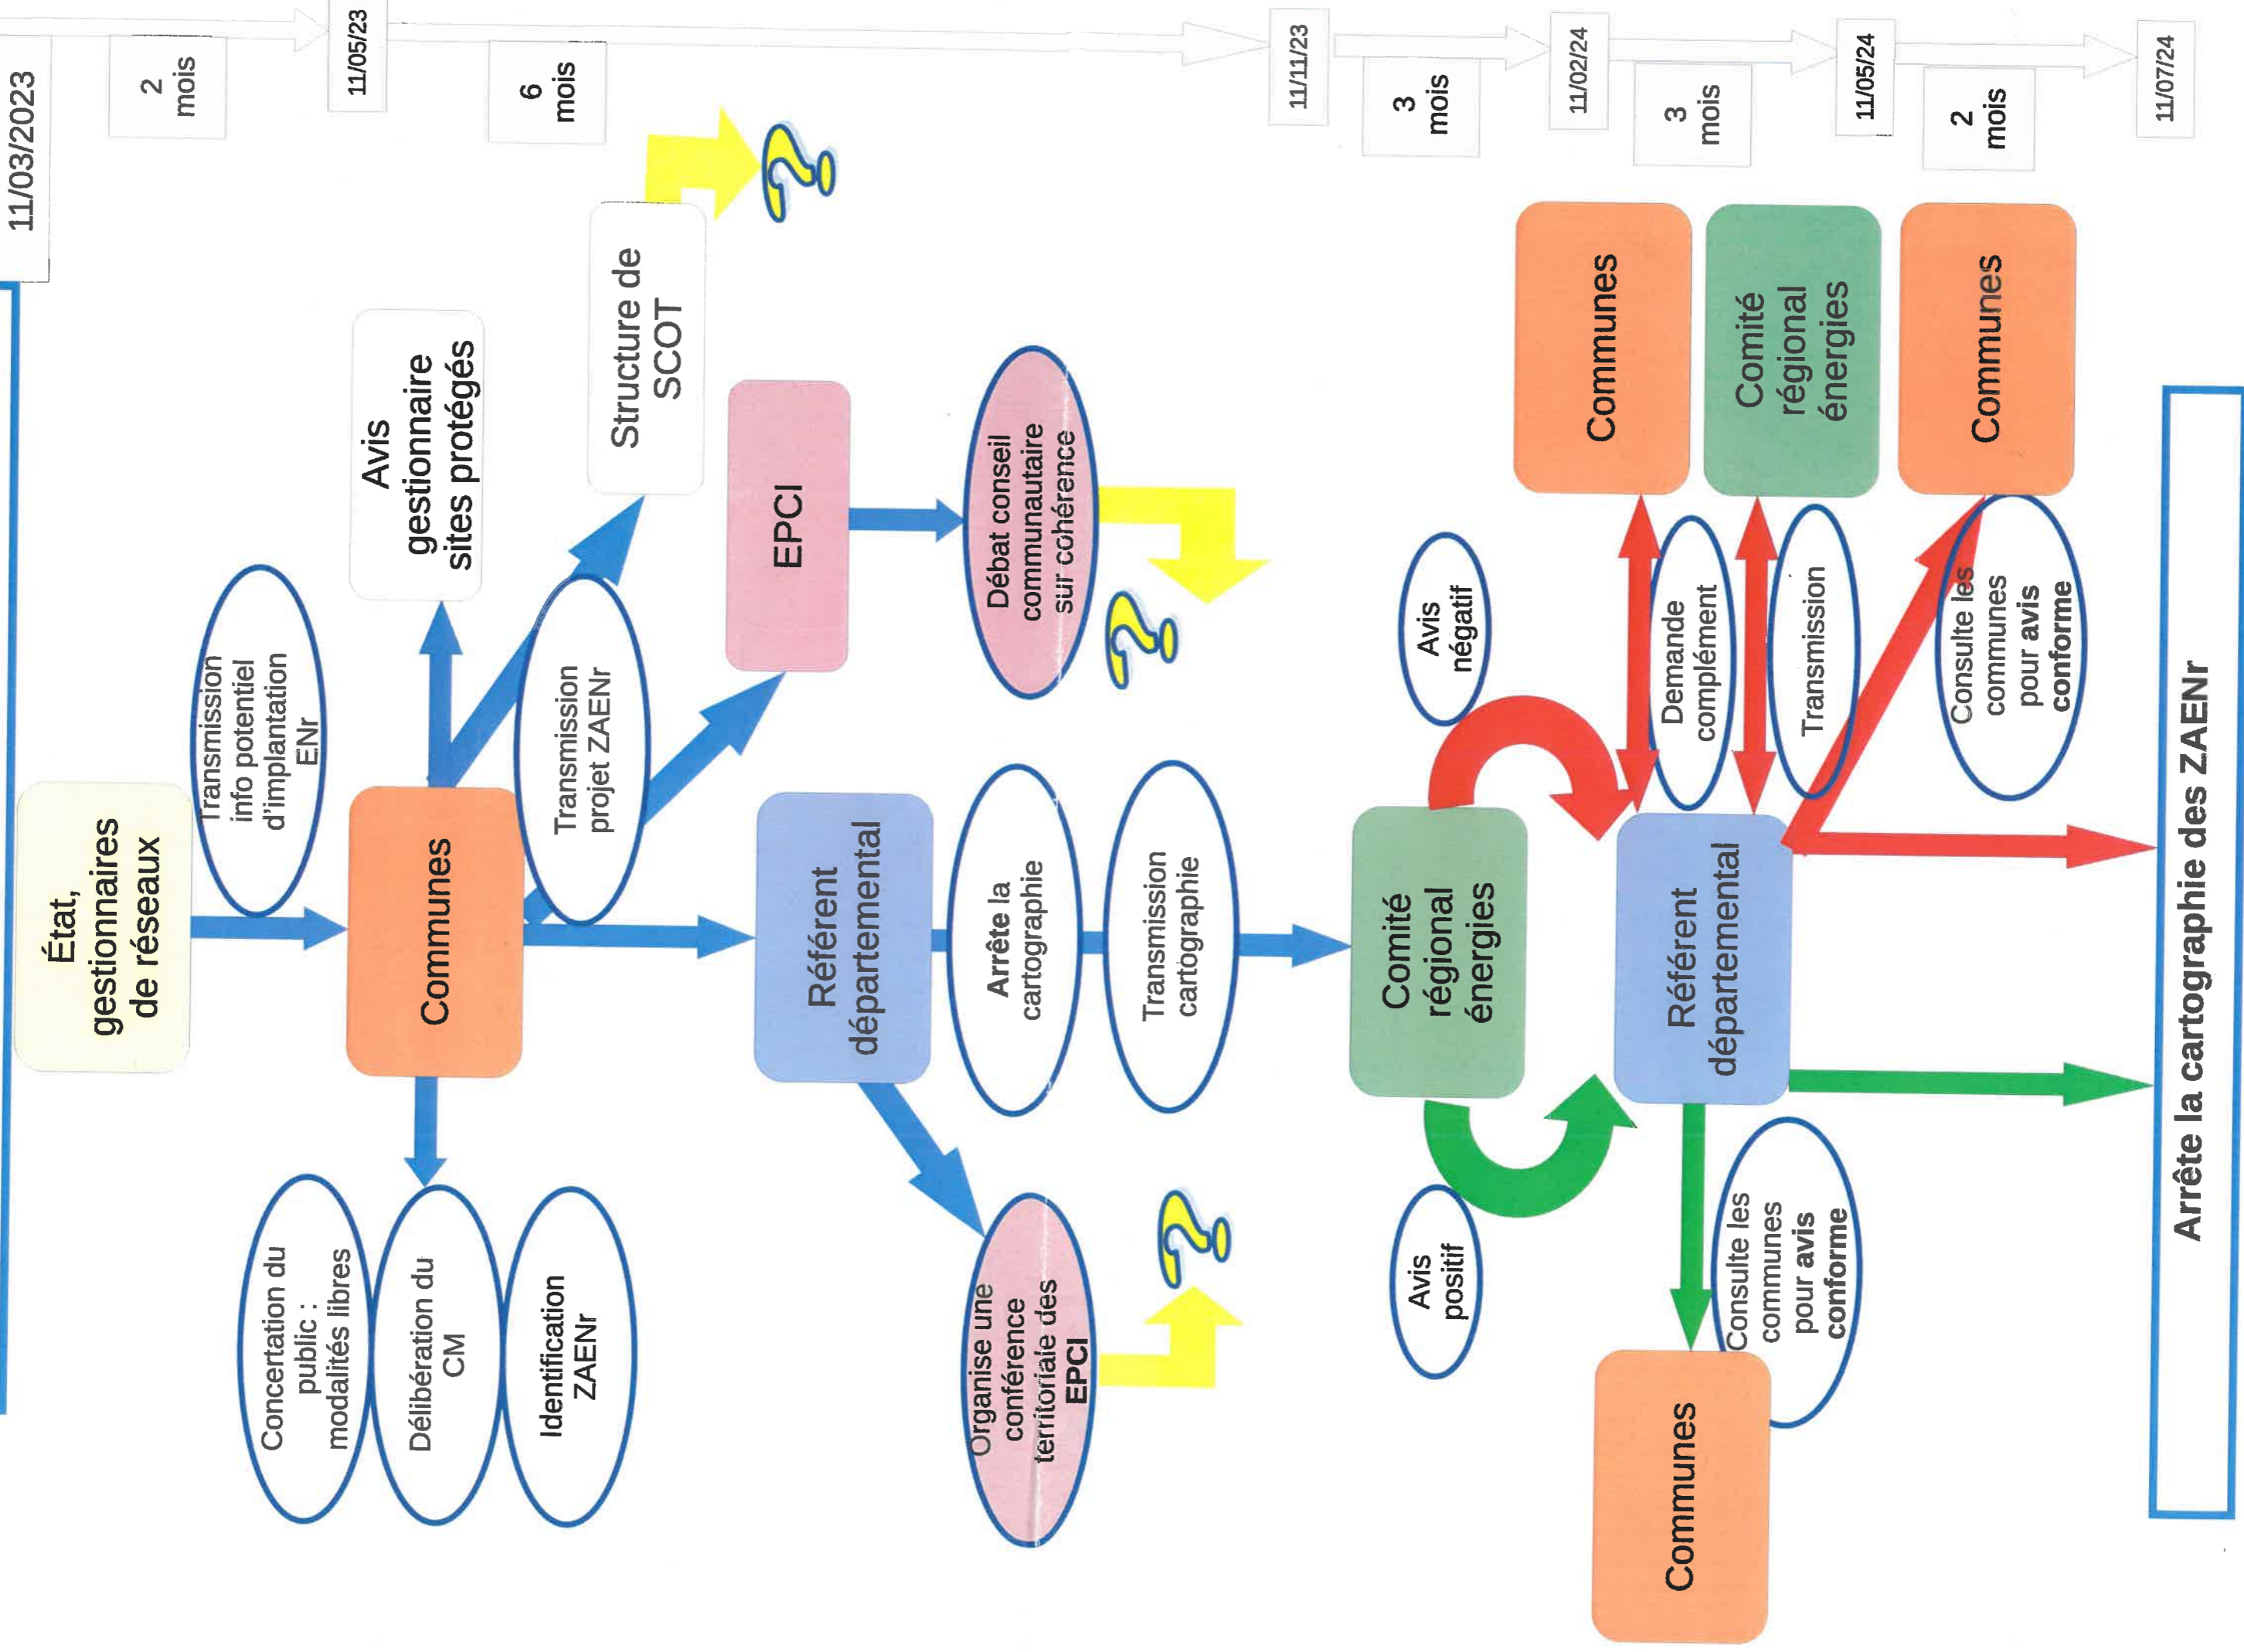 11/03/2023
État,
gestionnaires
de réseaux
2
mois
Transmission
info potentiel
d'implantation
ENr
11/05/23
Concertation du
public :
modalités libres
Délibération du
CM
Identification
ZAENr
Communes
Avis
gestionnaire
sites protégés
6
mois
Transmission
projet ZAENr
Structure de
SCOT
EPCI
Référent
départemental
Débat conseil
communautaire
sur cohérence
Organise une
conférence
territoriale des
EPCI
Arrête la
cartographie
Transmission
cartographie
11/11/23
3
mois
Avis
positif
Comité
régional
énergies
Avis
négatif
11/02/24
Communes
Référent
départemental
Demande
complément
Communes
3
mois
Consulte les
communes
pour avis
conforme
Transmission
Comité
régional
énergies
11/05/24
Consulte les
communes
pour avis
conforme
Communes
2
mois
11/07/24
Arrête la cartographie des ZAENr